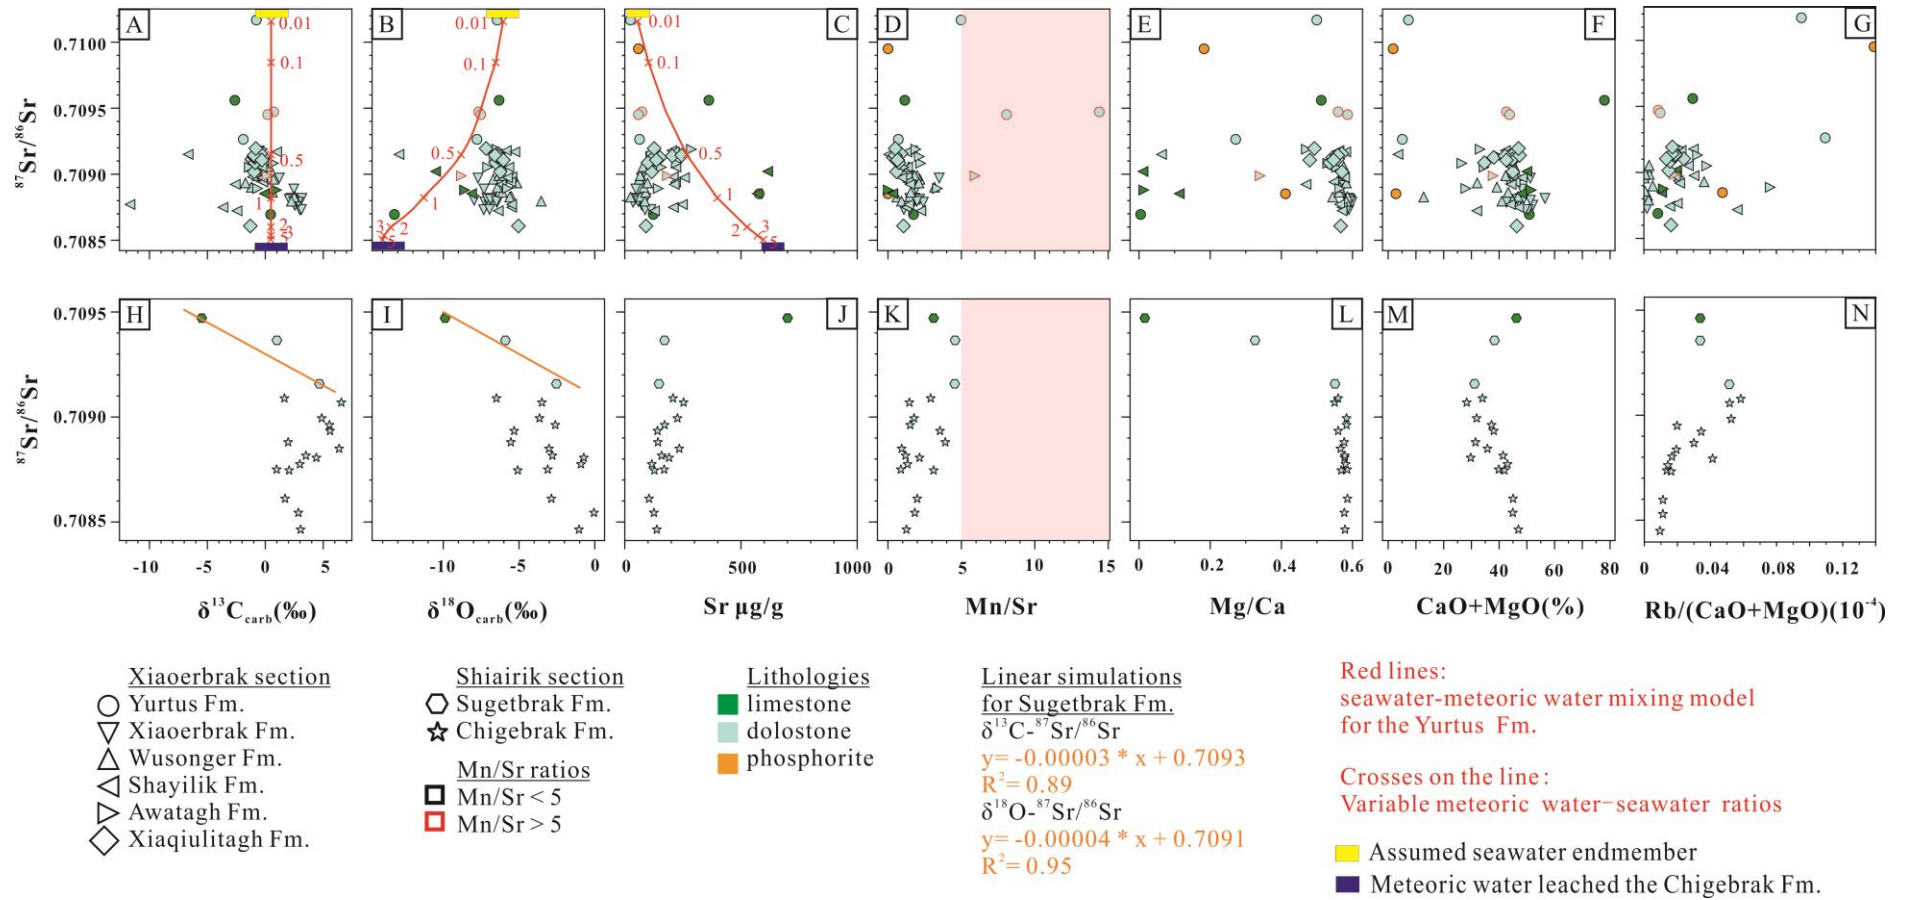 A
B
C
D
E
F
G
0.7100
0.7095
0.7090
0.7085
⁸⁷Sr/⁸⁶Sr
0.01
0.1
0.5
1
2
3
5
0.01
0.1
0.5
1
2
3
5
0.01
0.1
0.5
1
2
3
5
H
I
J
K
L
M
N
0.7095
0.7090
0.7085
⁸⁷Sr/⁸⁶Sr
-10 -5 0 5
-10 -5 0
0 500 1000
0 5 10 15
0 0.2 0.4 0.6
0 20 40 60 80
0 0.04 0.08 0.12
δ¹³C carb(‰)
δ¹⁸O carb(‰)
Sr μg/g
Mn/Sr
Mg/Ca
CaO+MgO(%)
Rb/(CaO+MgO)(10⁻⁴)
Xiaoerbrak section
Yurtus Fm.
Xiaoerbrak Fm.
Wusonger Fm.
Shayilik Fm.
Awatagh Fm.
Xiaqiulitagh Fm.
Shiairik section
Sugetbrak Fm.
Chigebrak Fm.
Mn/Sr ratios
Mn/Sr < 5
Mn/Sr > 5
Lithologies
limestone
dolostone
phosphorite
Linear simulations
for Sugetbrak Fm.
δ¹³C-⁸⁷Sr/⁸⁶Sr
y= -0.00003 * x + 0.7093
R²= 0.89
δ¹⁸O-⁸⁷Sr/⁸⁶Sr
y= -0.00004 * x + 0.7091
R²= 0.95
Red lines:
seawater-meteoric water mixing model
for the Yurtus Fm.
Crosses on the line:
Variable meteoric water-seawater ratios
Assumed seawater endmember
Meteoric water leached the Chigebrak Fm.